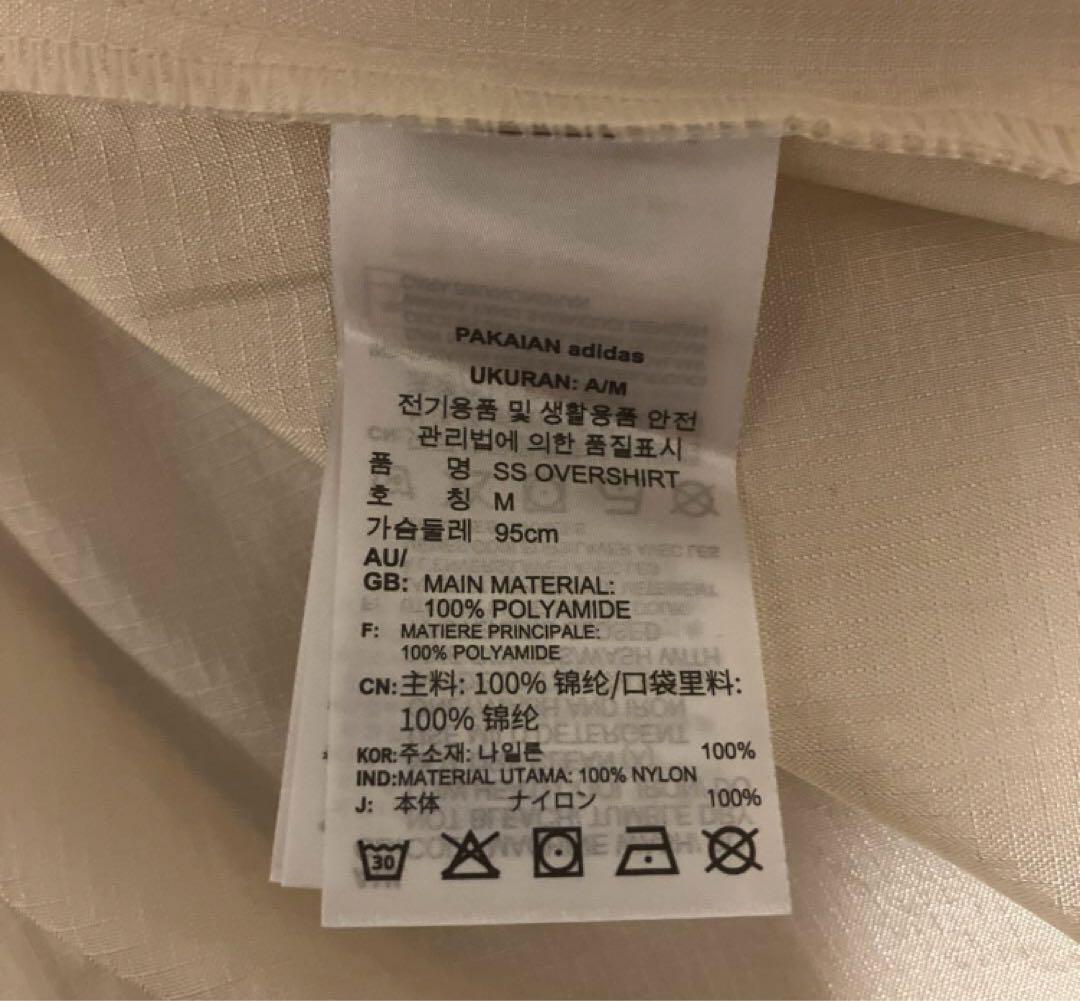 PAKAIAN adidas
UKURAN: A/M
전기용품 및 생활용품 안전
관리법에 의한 품질표시
품 명 SS OVERSHIRT
호 칭 M
가슴둘레 95cm
AU/
GB: MAIN MATERIAL:
100% POLYAMIDE
F: MATIERE PRINCIPALE:
100% POLYAMIDE
CN:主料: 100% 锦纶/口袋里料:
100% 锦纶
KOR:주소재: 나일론 100%
IND:MATERIAL UTAMA: 100% NYLON
J: 本体 ナイロン 100%
30